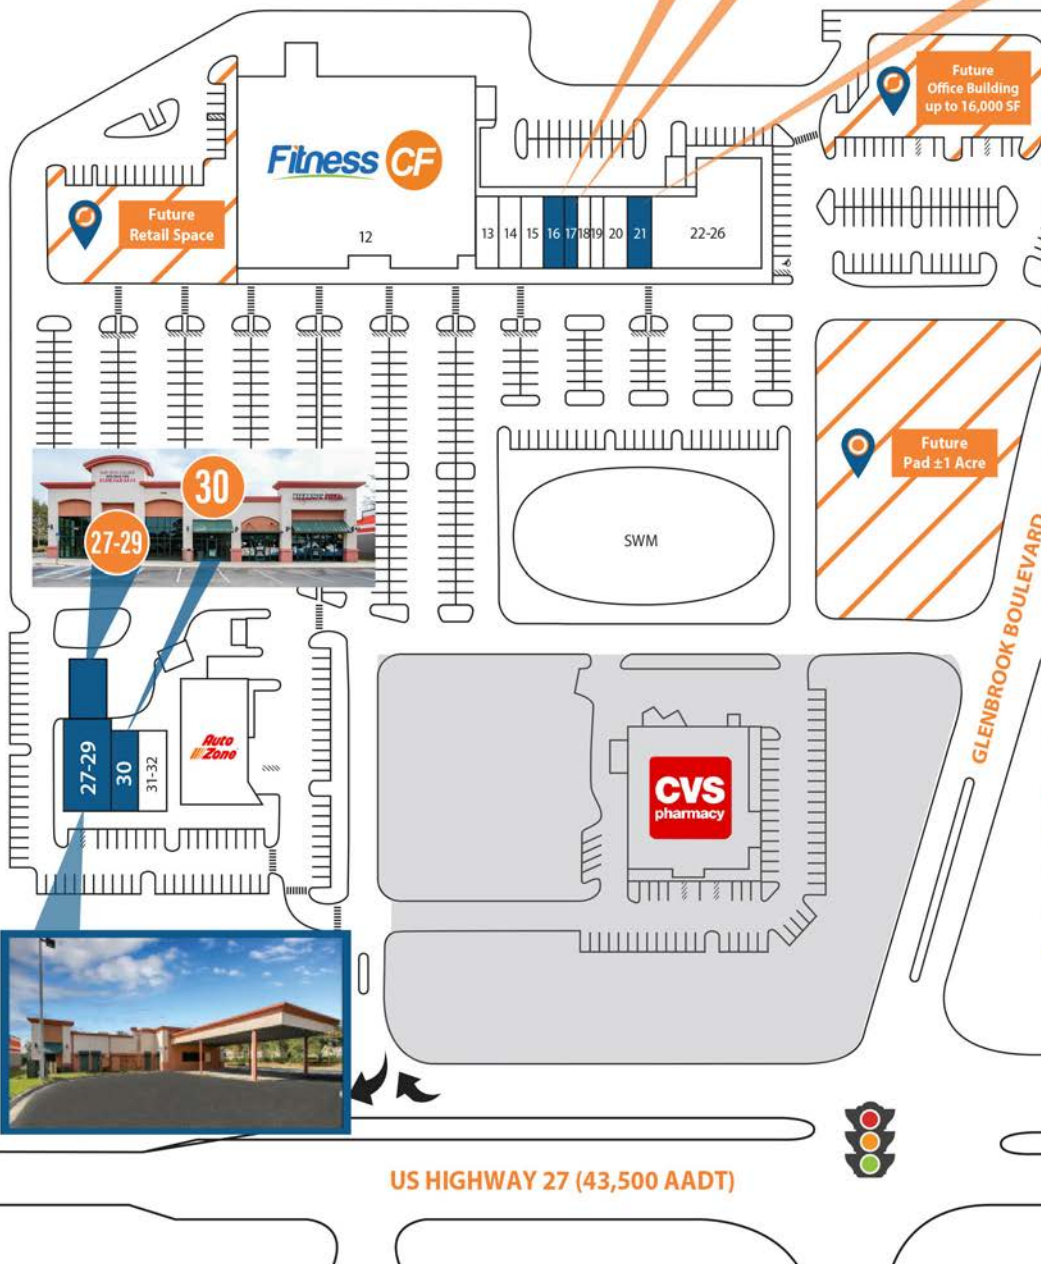 Future
Office Building
up to 16,000 SF
Fitness CF
Future
Retail Space
12
13
14
15
16
17
18
19
20
21
22-26
30
27-29
Future
Pad ±1 Acre
SWM
GLENBROOK BOULEVARD
27-29
30
31-32
Auto
Zone
CVS
pharmacy
US HIGHWAY 27 (43,500 AADT)